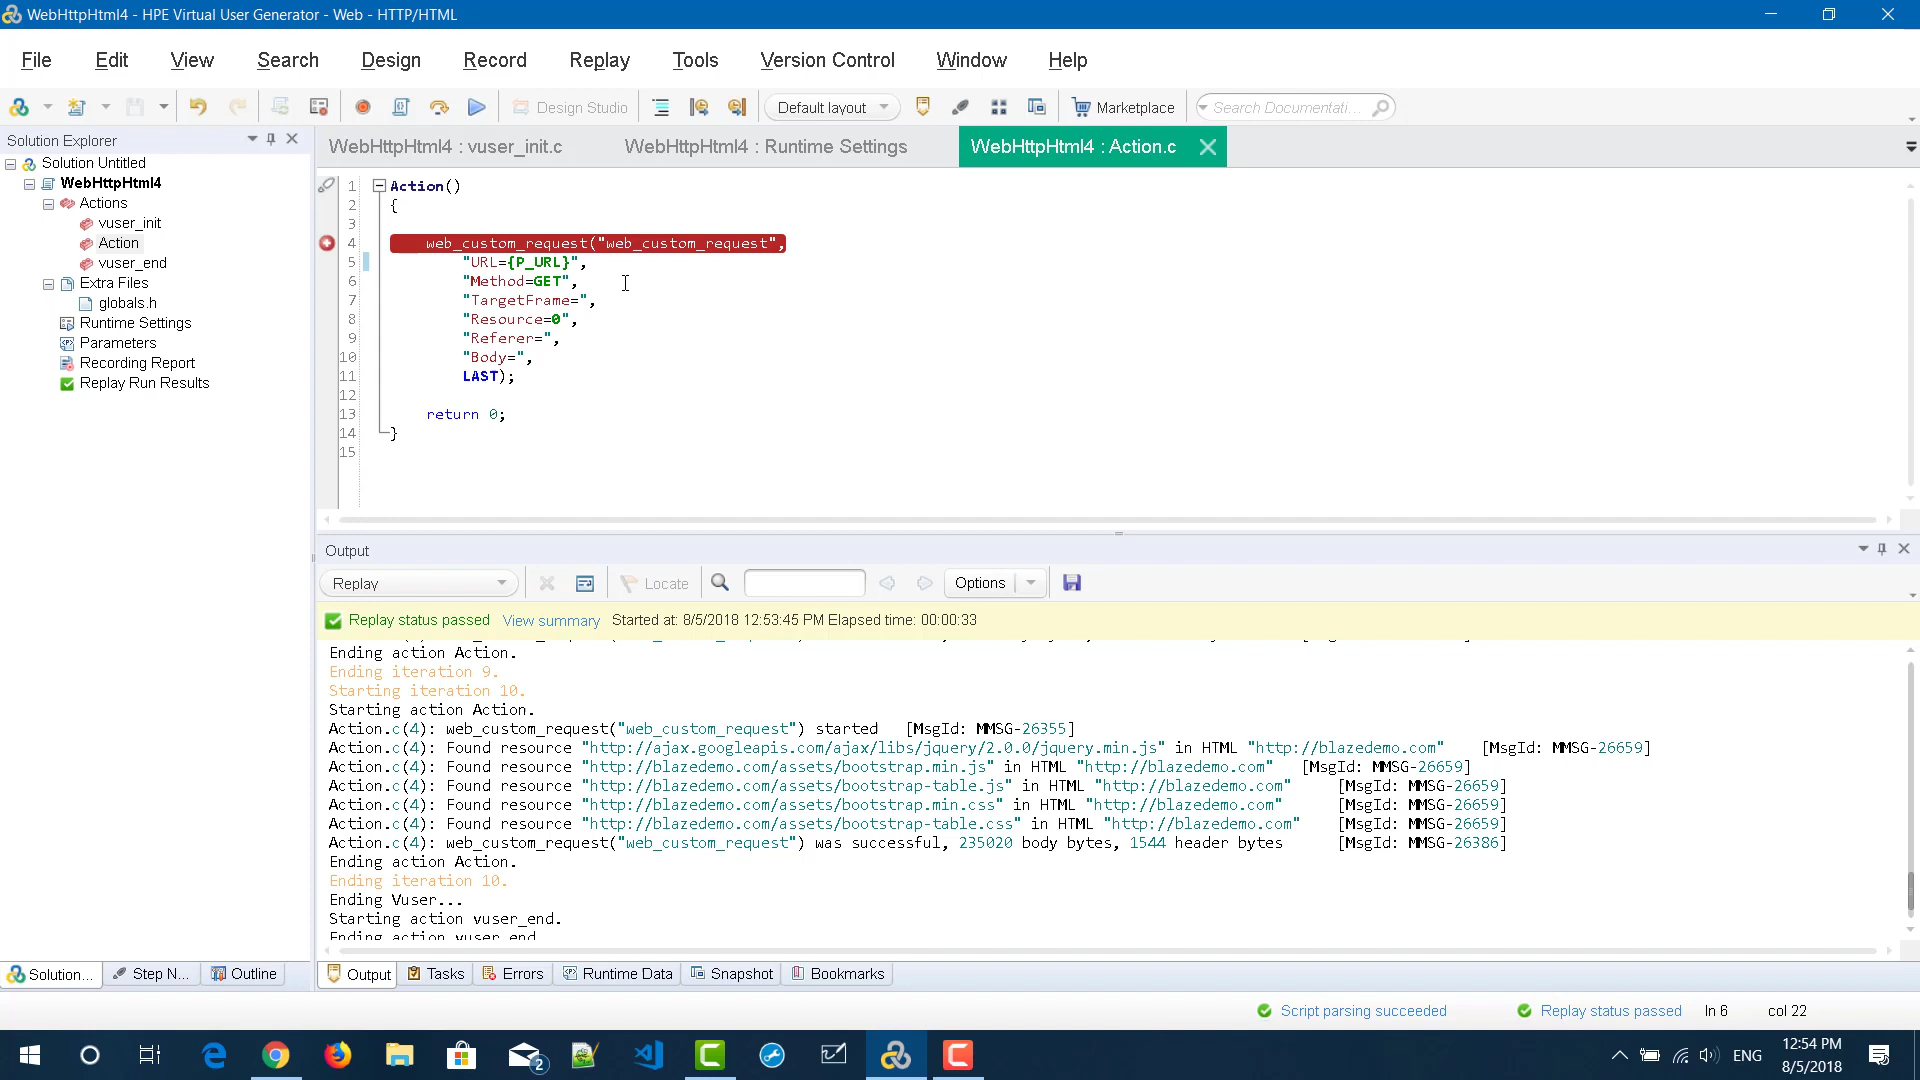 WebHttpHtml4 - HPE Virtual User Generator - Web - HTTP/HTML
File Edit View Search Design Record Replay Tools Version Control Window Help
Design Studio Default layout Marketplace Search Documentati...
Solution Explorer
Solution Untitled
WebHttpHtml4
Actions
vuser_init
Action
vuser_end
Extra Files
globals.h
Runtime Settings
Parameters
Recording Report
Replay Run Results
WebHttpHtml4 : vuser_init.c WebHttpHtml4 : Runtime Settings WebHttpHtml4 : Action.c
1 Action()
2 {
3
4 web_custom_request("web_custom_request",
5 "URL={P_URL}",
6 "Method=GET",
7 "TargetFrame=",
8 "Resource=0",
9 "Referer=",
10 "Body=",
11 LAST);
12
13 return 0;
14 }
15
Output
Replay Locate Options
Replay status passed View summary Started at: 8/5/2018 12:53:45 PM Elapsed time: 00:00:33
Ending action Action.
Ending iteration 9.
Starting iteration 10.
Starting action Action.
Action.c(4): web_custom_request("web_custom_request") started [MsgId: MMSG-26355]
Action.c(4): Found resource "http://ajax.googleapis.com/ajax/libs/jquery/2.0.0/jquery.min.js" in HTML "http://blazedemo.com" [MsgId: MMSG-26659]
Action.c(4): Found resource "http://blazedemo.com/assets/bootstrap.min.js" in HTML "http://blazedemo.com" [MsgId: MMSG-26659]
Action.c(4): Found resource "http://blazedemo.com/assets/bootstrap-table.js" in HTML "http://blazedemo.com" [MsgId: MMSG-26659]
Action.c(4): Found resource "http://blazedemo.com/assets/bootstrap.min.css" in HTML "http://blazedemo.com" [MsgId: MMSG-26659]
Action.c(4): Found resource "http://blazedemo.com/assets/bootstrap-table.css" in HTML "http://blazedemo.com" [MsgId: MMSG-26659]
Action.c(4): web_custom_request("web_custom_request") was successful, 235020 body bytes, 1544 header bytes [MsgId: MMSG-26386]
Ending action Action.
Ending iteration 10.
Ending Vuser...
Starting action vuser_end.
Ending action vuser_end
Solution... Step N... Outline Output Tasks Errors Runtime Data Snapshot Bookmarks
Script parsing succeeded Replay status passed ln 6 col 22
2
ENG
12:54 PM
8/5/2018